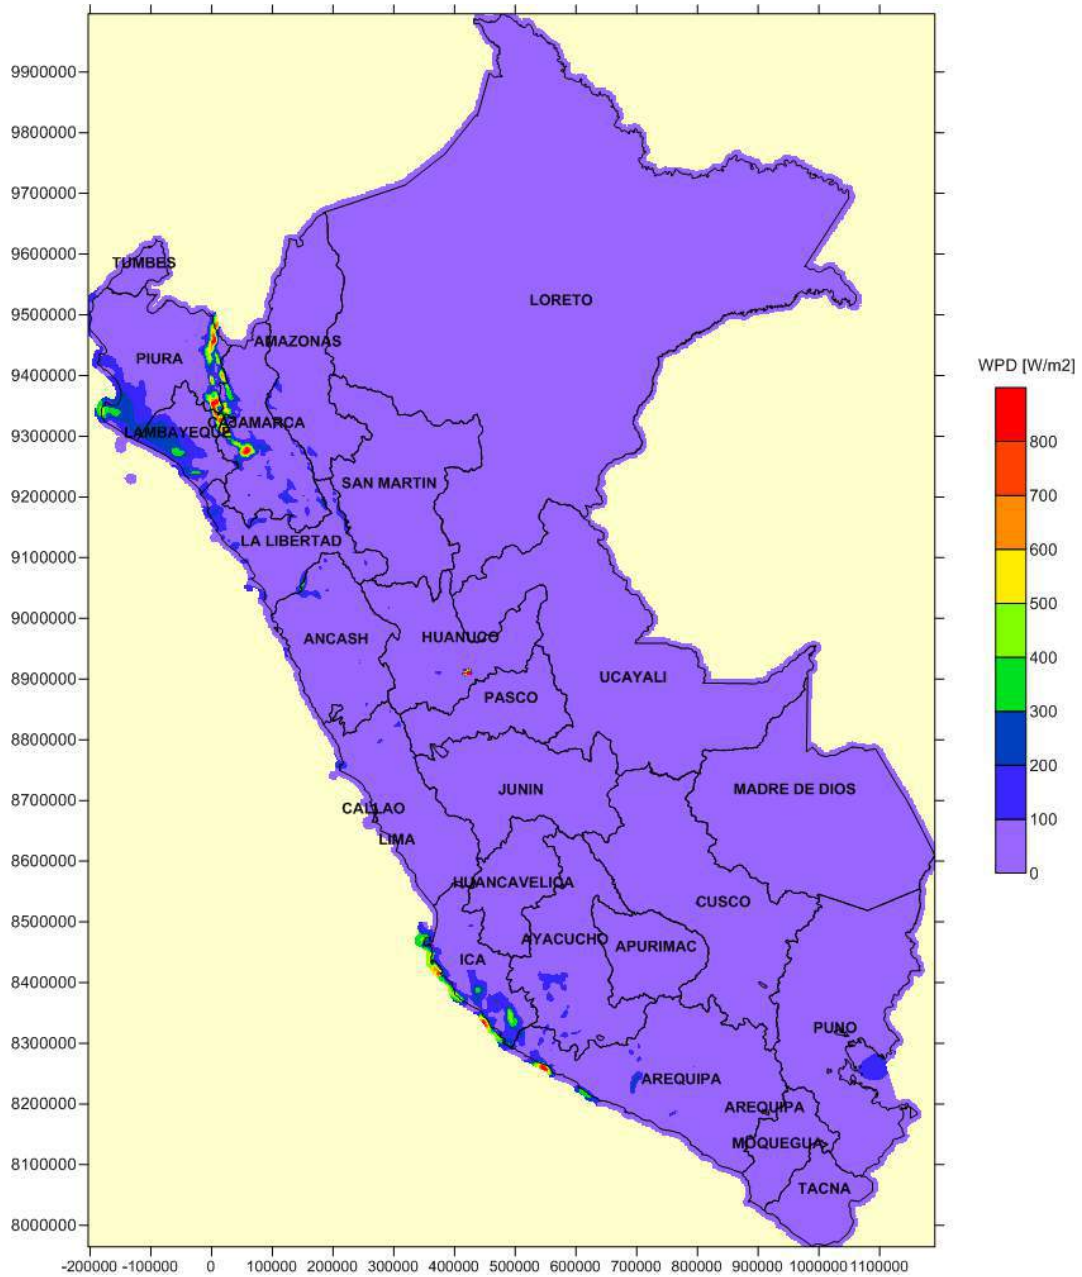 9900000
9800000
9700000
9600000
TUMBES
LORETO
9500000
AMAZONAS
PIURA
WPD [W/m2]
9400000
CAJAMARCA
LAMBAYEQUE
9300000
800
SAN MARTIN
700
9200000
LA LIBERTAD
600
9100000
500
9000000
ANCASH
HUANUCO
400
8900000
UCAYALI
PASCO
300
8800000
200
JUNIN
MADRE DE DIOS
8700000
CALLAO
100
LIMA
8600000
0
HUANCAVELICA
CUSCO
8500000
AYACUCHO
APURIMAC
ICA
8400000
PUNO
8300000
AREQUIPA
8200000
AREQUIPA
MOQUEGUA
8100000
TACNA
8000000
-200000 -100000 0 100000 200000 300000 400000 500000 600000 700000 800000 900000 1000000 1100000